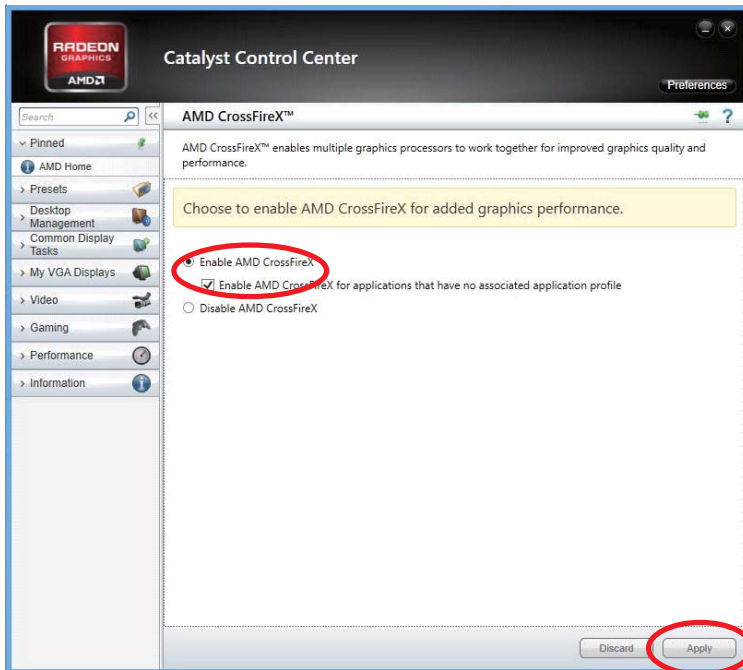 RADEON
GRAPHICS
AMD
Catalyst Control Center
Preferences
Search
<<
AMD CrossFireX™
?
Pinned
AMD Home
Presets
Desktop
Management
Common Display
Tasks
My VGA Displays
Video
Gaming
Performance
Information
AMD CrossFireX™ enables multiple graphics processors to work together for improved graphics quality and
performance.
Choose to enable AMD CrossFireX for added graphics performance.
Enable AMD CrossFireX
Enable AMD CrossFireX for applications that have no associated application profile
Disable AMD CrossFireX
Discard
Apply